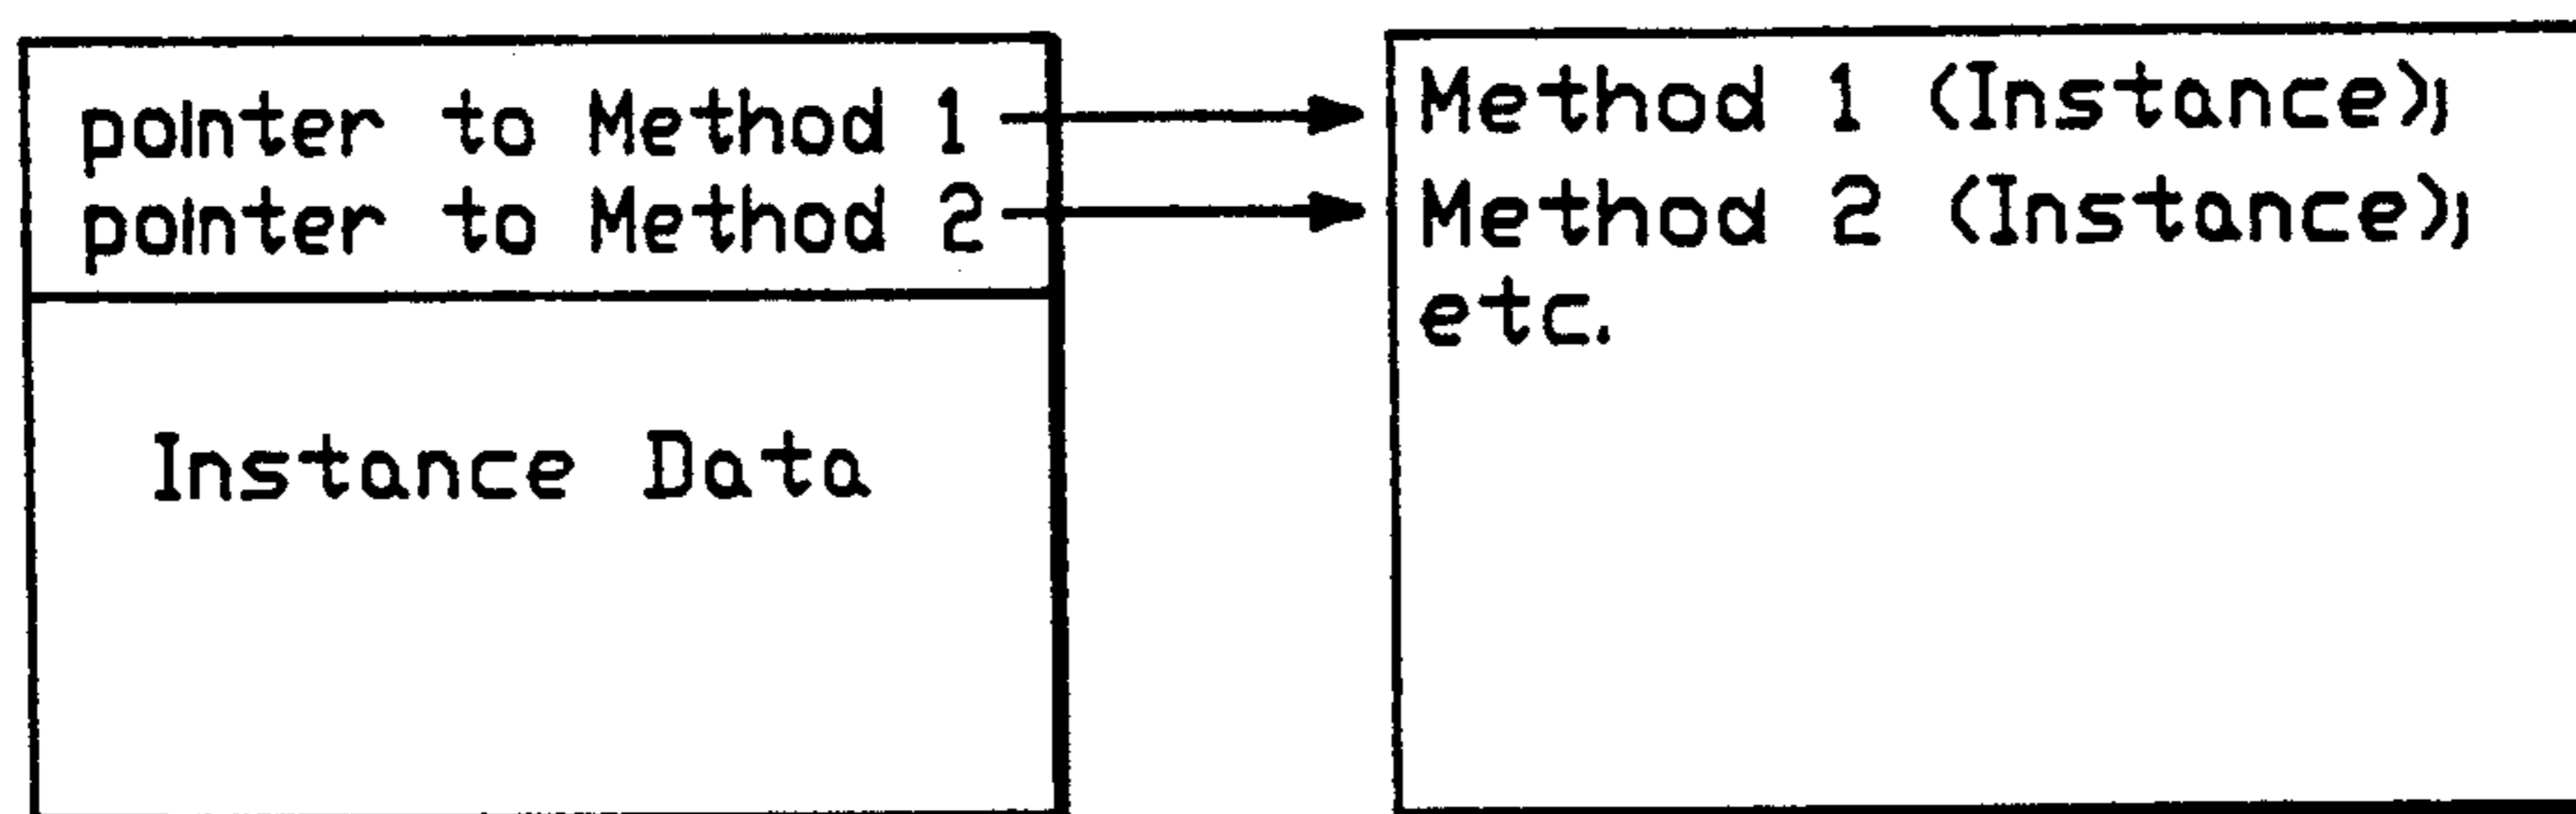 pointer to Method 1
pointer to Method 2
Instance Data
Method 1 (Instance);
Method 2 (Instance);
etc.